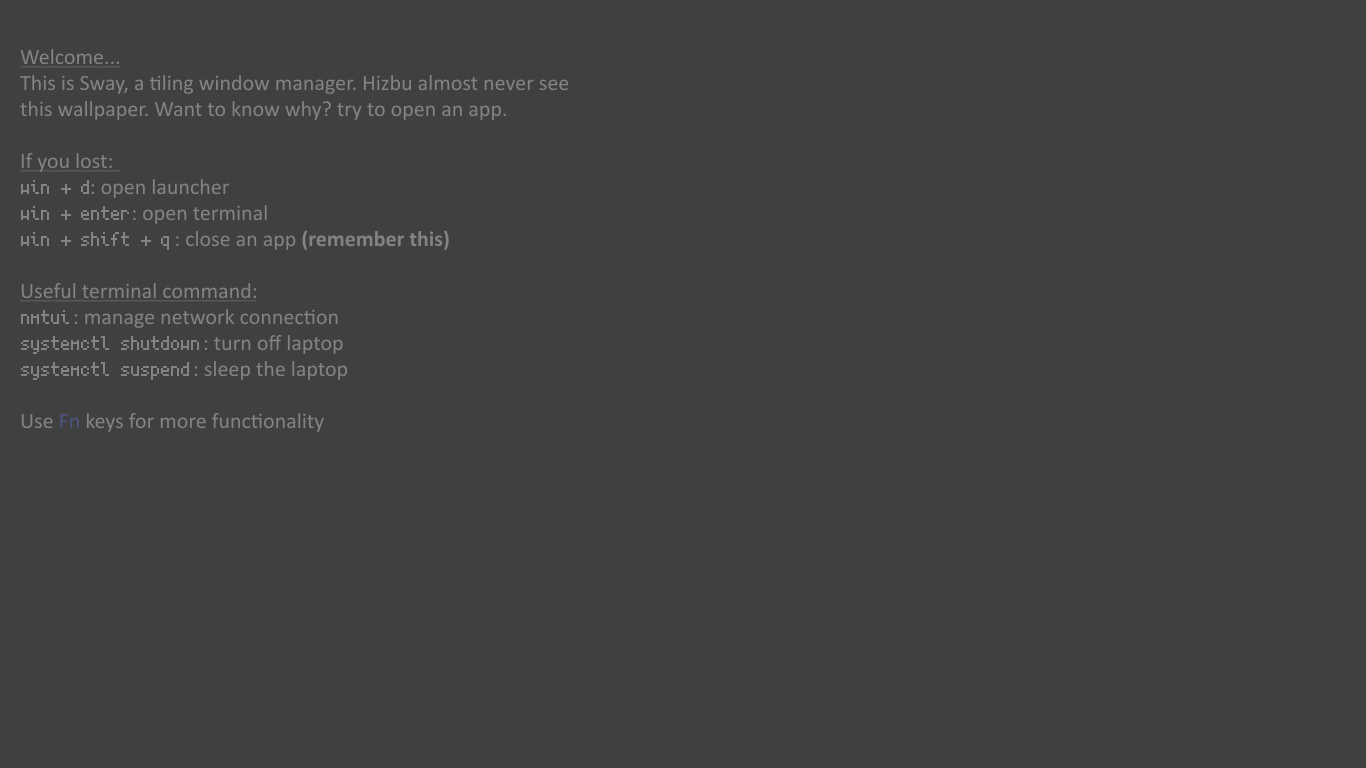 Welcome...
This is Sway, a tiling window manager. Hizbu almost never see
this wallpaper. Want to know why? try to open an app.
If you lost:
win + d: open launcher
win + enter: open terminal
win + shift + q: close an app (remember this)
Useful terminal command:
nmtui: manage network connection
systemctl shutdown: turn off laptop
systemctl suspend: sleep the laptop
Use Fn keys for more functionality